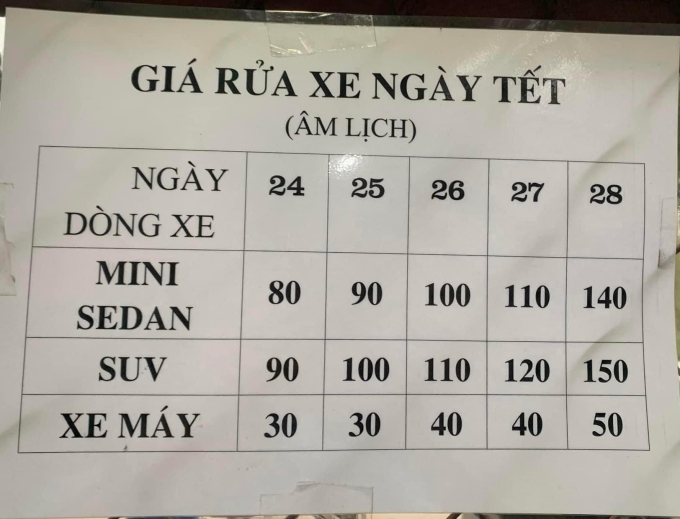 GIÁ RỬA XE NGÀY TẾT
(ÂM LỊCH)
NGÀY 24 25 26 27 28
DÒNG XE
MINI
SEDAN 80 90 100 110 140
SUV 90 100 110 120 150
XE MÁY 30 30 40 40 50